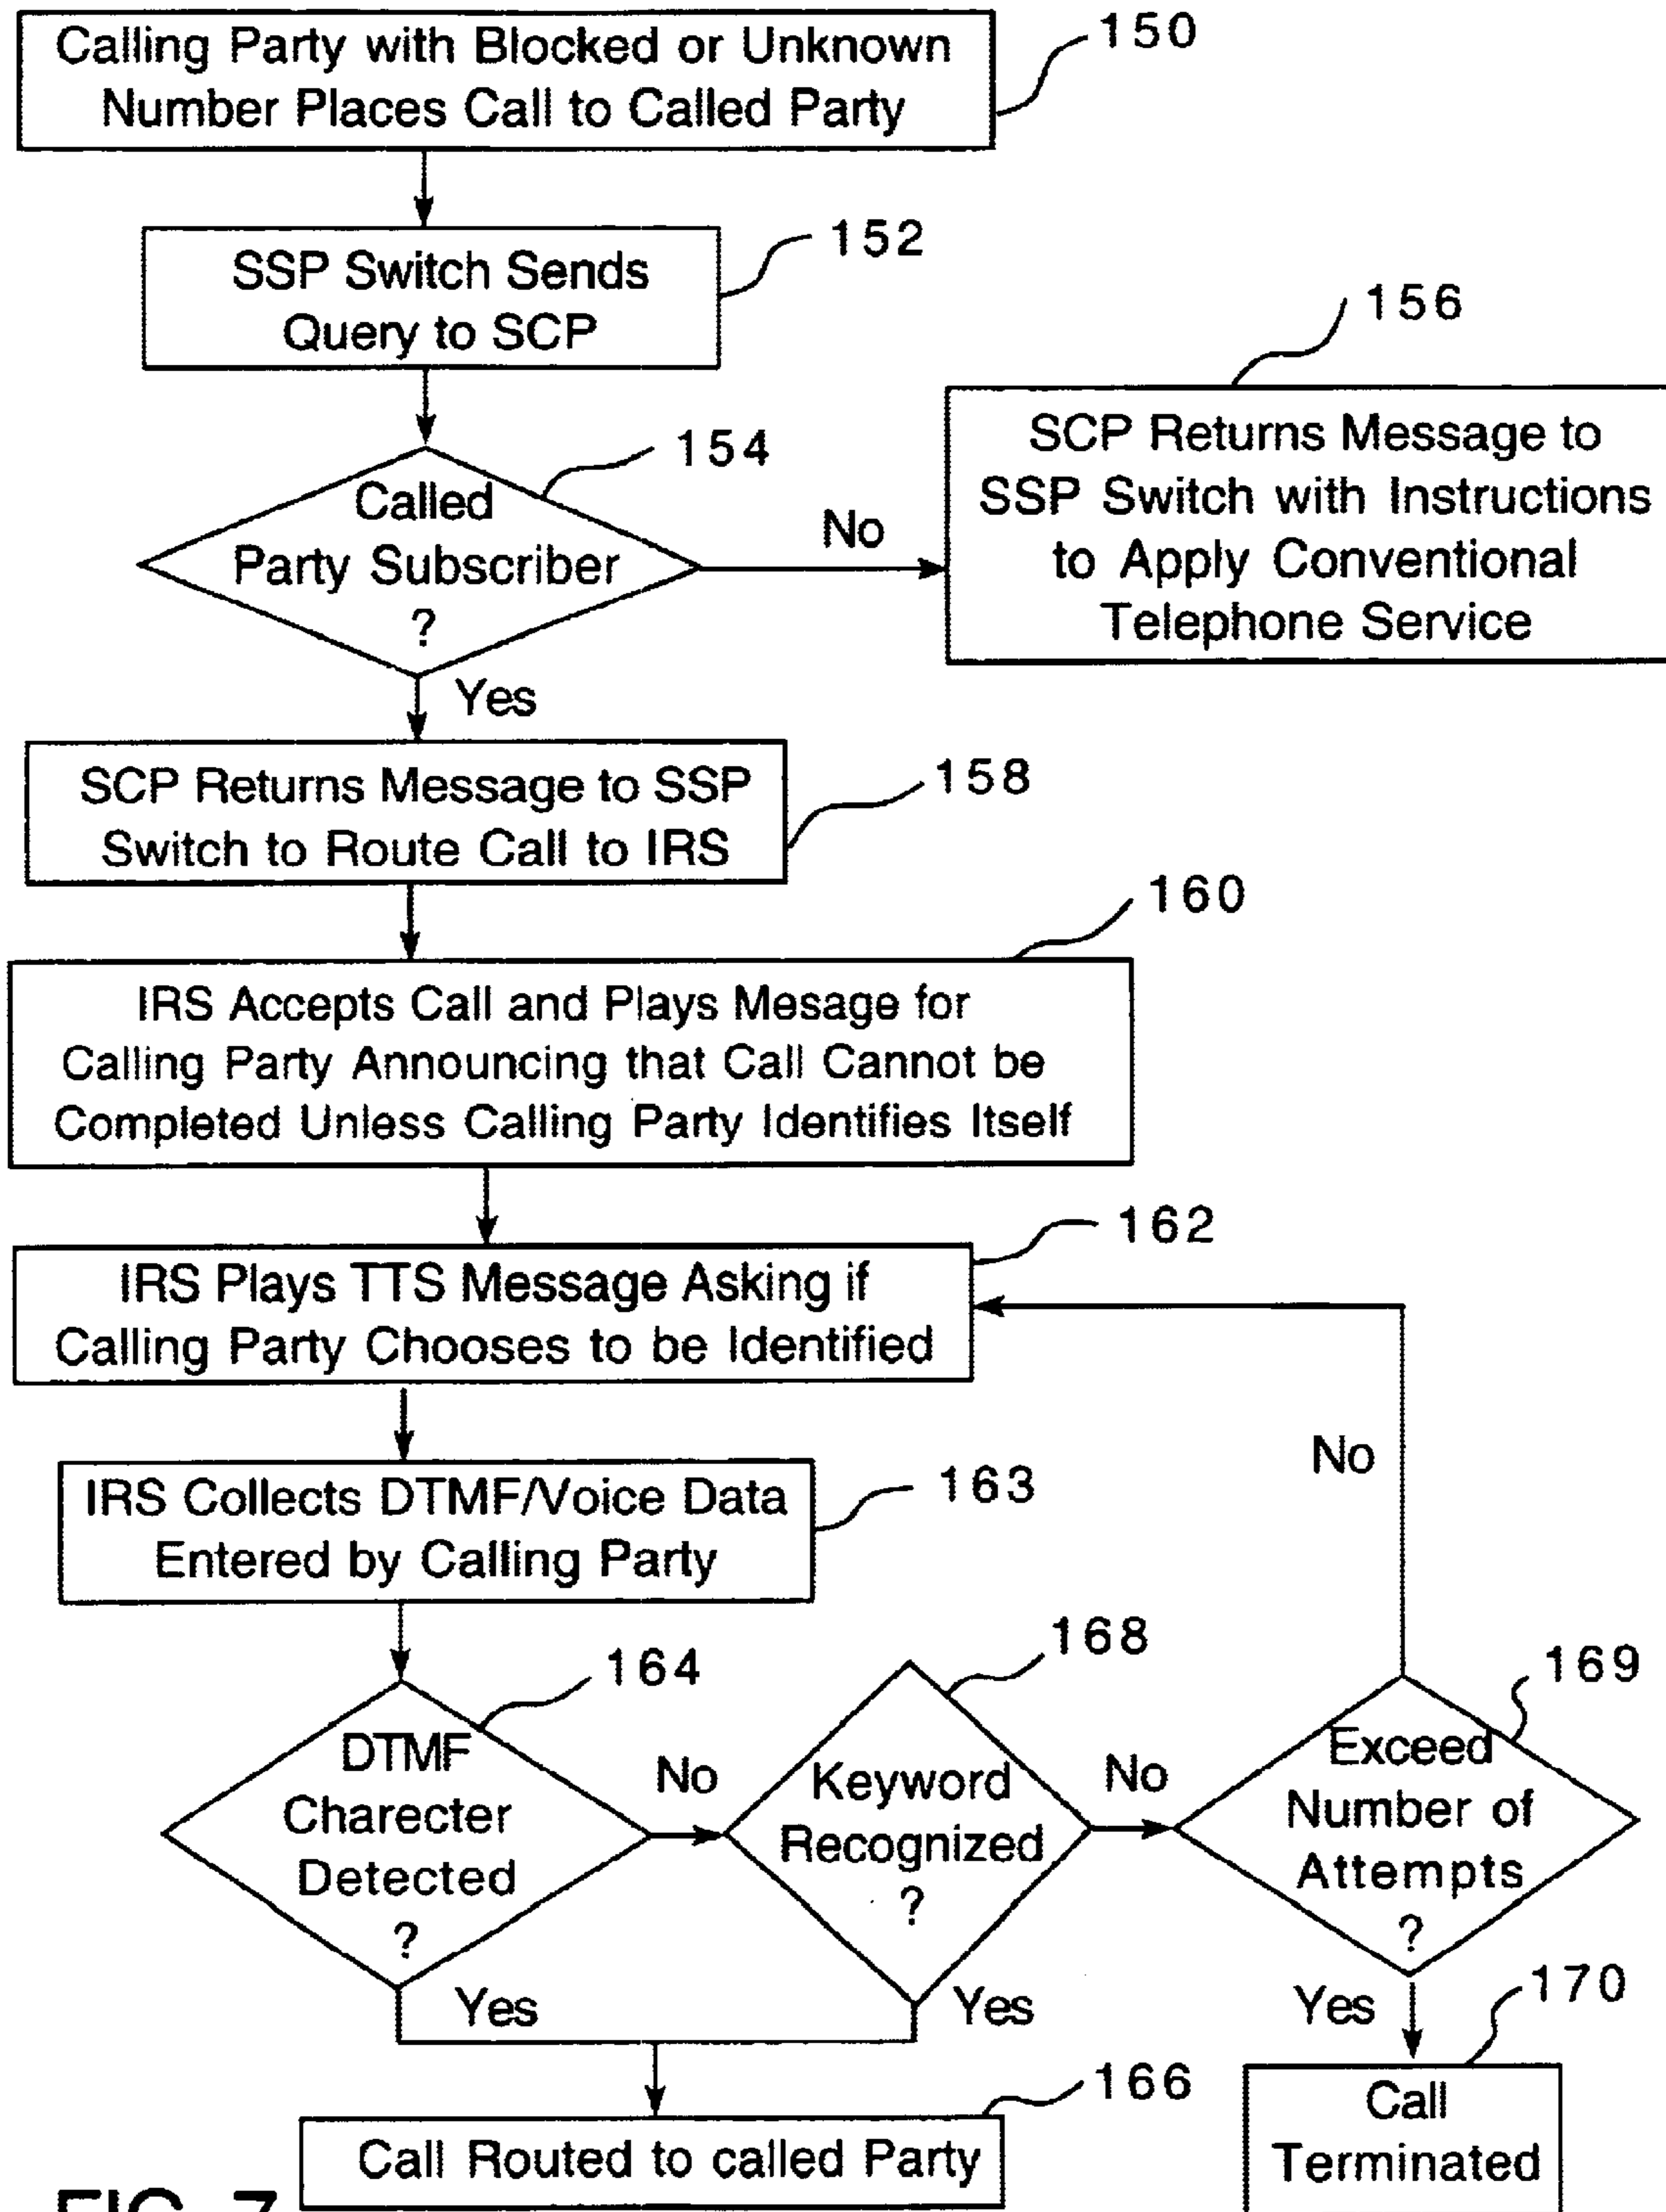 Calling Party with Blocked or Unknown
Number Places Call to Called Party
150
SSP Switch Sends
Query to SCP
152
156
SCP Returns Message to
SSP Switch with Instructions
to Apply Conventional
Telephone Service
154
Called
Party Subscriber
?
No
Yes
SCP Returns Message to SSP
Switch to Route Call to IRS
158
160
IRS Accepts Call and Plays Mesage for
Calling Party Announcing that Call Cannot be
Completed Unless Calling Party Identifies Itself
162
IRS Plays TTS Message Asking if
Calling Party Chooses to be Identified
No
IRS Collects DTMF/Voice Data
Entered by Calling Party
163
164
DTMF
Charecter
Detected
?
No
Yes
168
Keyword
Recognized
?
No
Yes
169
Exceed
Number of
Attempts
?
Yes
170
Call
Terminated
166
Call Routed to called Party
FIG. 7